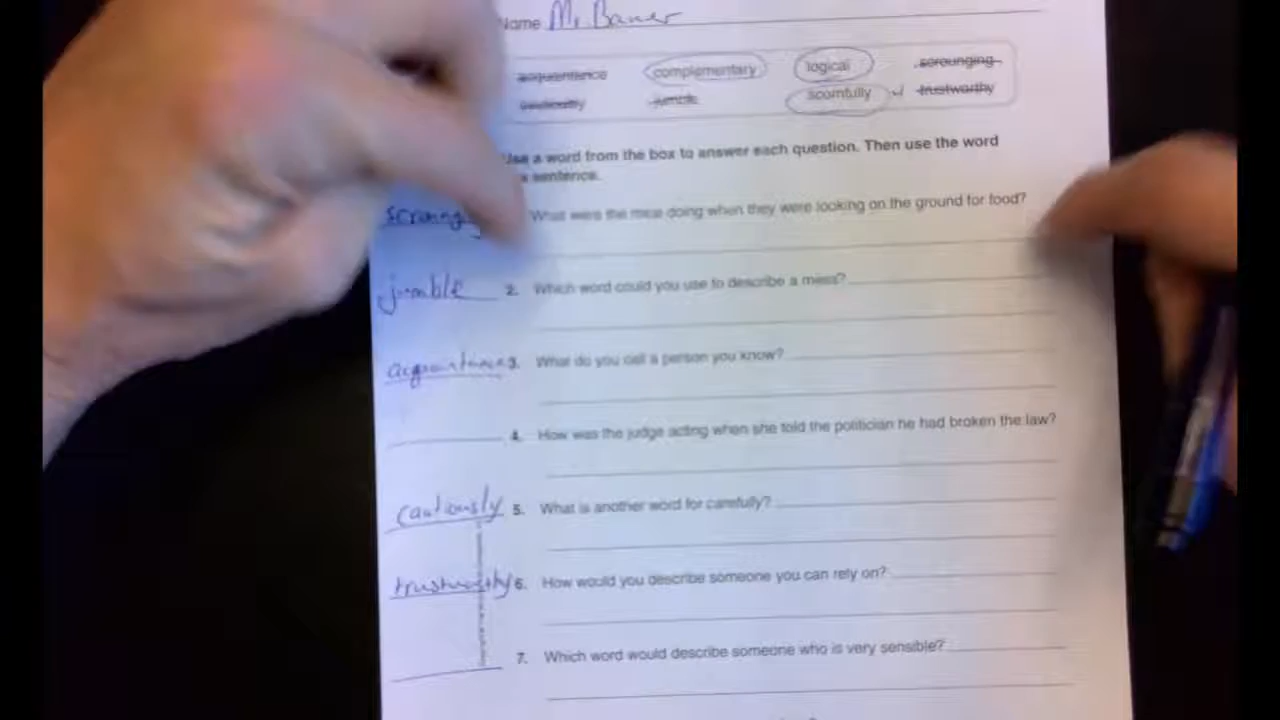 Name Mr Bauer
acquaintance complementary logical scrounging
cautiously jumble scornfully trustworthy
Use a word from the box to answer each question. Then use the word
a sentence.
What were the mice doing when they were looking on the ground for food?
jumble 2. Which word could you use to describe a mess?
3. What do you call a person you know?
4. How was the judge acting when she told the politician he had broken the law?
cautiously 5. What is another word for carefully?
trustworthy 6. How would you describe someone you can rely on?
7. Which word would describe someone who is very sensible?